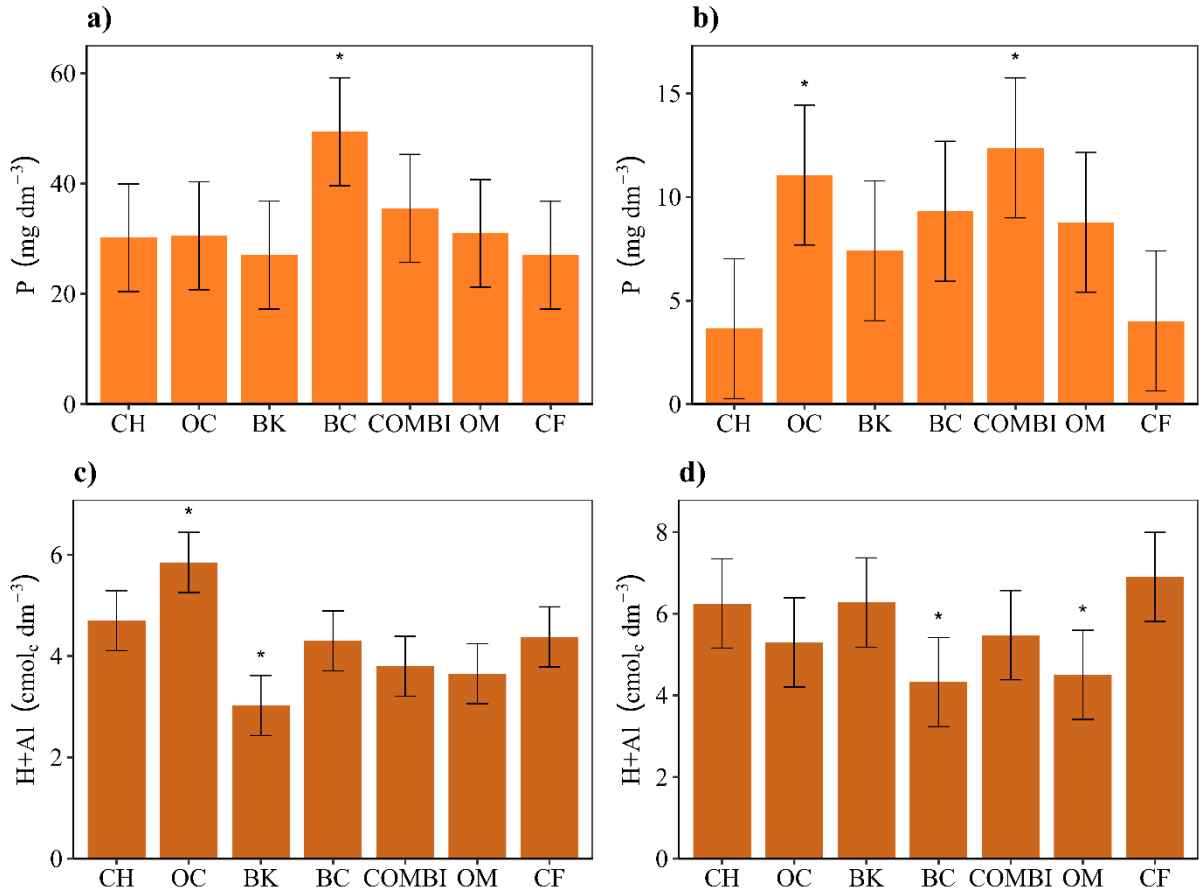 a)
P (mg dm⁻³)
60
40
20
0
*
CH OC BK BC COMBI OM CF
b)
P (mg dm⁻³)
15
10
5
0
* *
CH OC BK BC COMBI OM CF
c)
H+Al (cmol꜀ dm⁻³)
6
4
2
0
* *
CH OC BK BC COMBI OM CF
d)
H+Al (cmol꜀ dm⁻³)
8
6
4
2
0
* *
CH OC BK BC COMBI OM CF